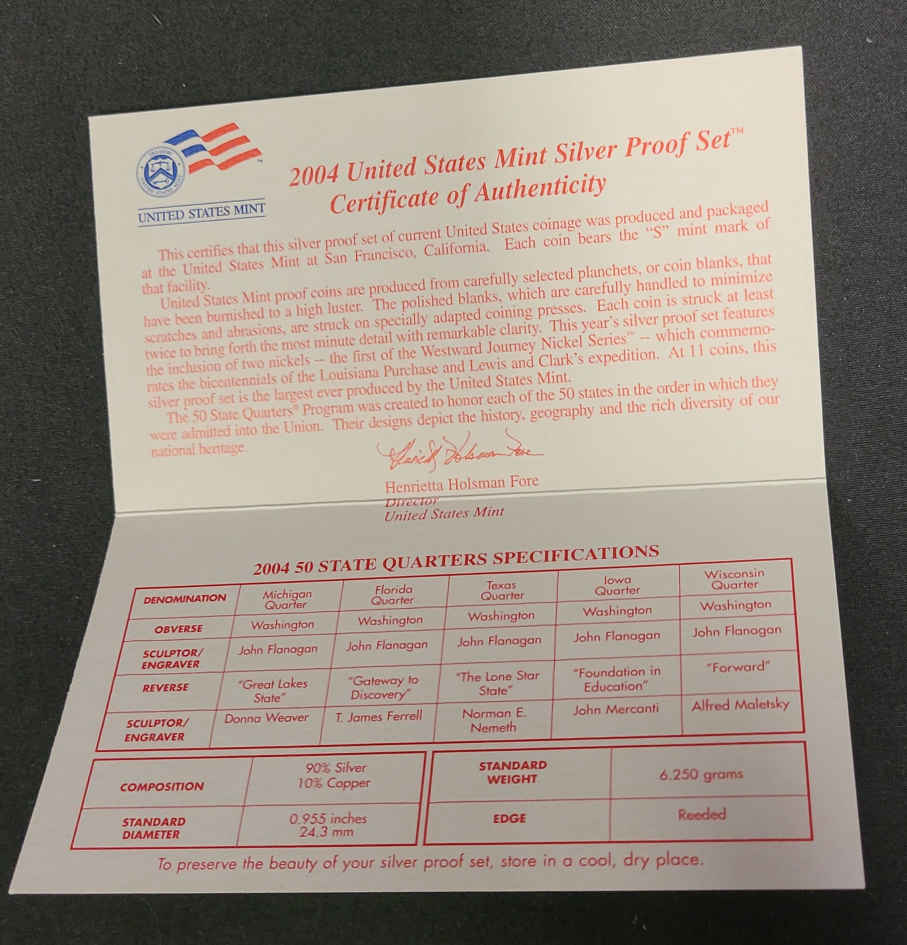 UNITED STATES MINT
2004 United States Mint Silver Proof Set™
Certificate of Authenticity
This certifies that this silver proof set of current United States coinage was produced and packaged
at the United States Mint at San Francisco, California. Each coin bears the “S” mint mark of
that facility.
United States Mint proof coins are produced from carefully selected planchets, or coin blanks, that
have been burnished to a high luster. The polished blanks, which are carefully handled to minimize
scratches and abrasions, are struck on specially adapted coining presses. Each coin is struck at least
twice to bring forth the most minute detail with remarkable clarity. This year's silver proof set features
the inclusion of two nickels -- the first of the Westward Journey Nickel Series™ -- which commemo-
rates the bicentennials of the Louisiana Purchase and Lewis and Clark's expedition. At 11 coins, this
silver proof set is the largest ever produced by the United States Mint.
The 50 State Quarters® Program was created to honor each of the 50 states in the order in which they
were admitted into the Union. Their designs depict the history, geography and the rich diversity of our
national heritage.
Henrietta Holsman Fore
Henrietta Holsman Fore
Director
United States Mint
2004 50 STATE QUARTERS SPECIFICATIONS
DENOMINATION Michigan Quarter Florida Quarter Texas Quarter Iowa Quarter Wisconsin Quarter
OBVERSE Washington Washington Washington Washington Washington
SCULPTOR/ENGRAVER John Flanagan John Flanagan John Flanagan John Flanagan John Flanagan
REVERSE “Great Lakes State” “Gateway to Discovery” “The Lone Star State” “Foundation in Education” “Forward”
SCULPTOR/ENGRAVER Donna Weaver T. James Ferrell Norman E. Nemeth John Mercanti Alfred Maletsky
COMPOSITION 90% Silver 10% Copper STANDARD WEIGHT 6.250 grams
STANDARD DIAMETER 0.955 inches 24.3 mm EDGE Reeded
To preserve the beauty of your silver proof set, store in a cool, dry place.